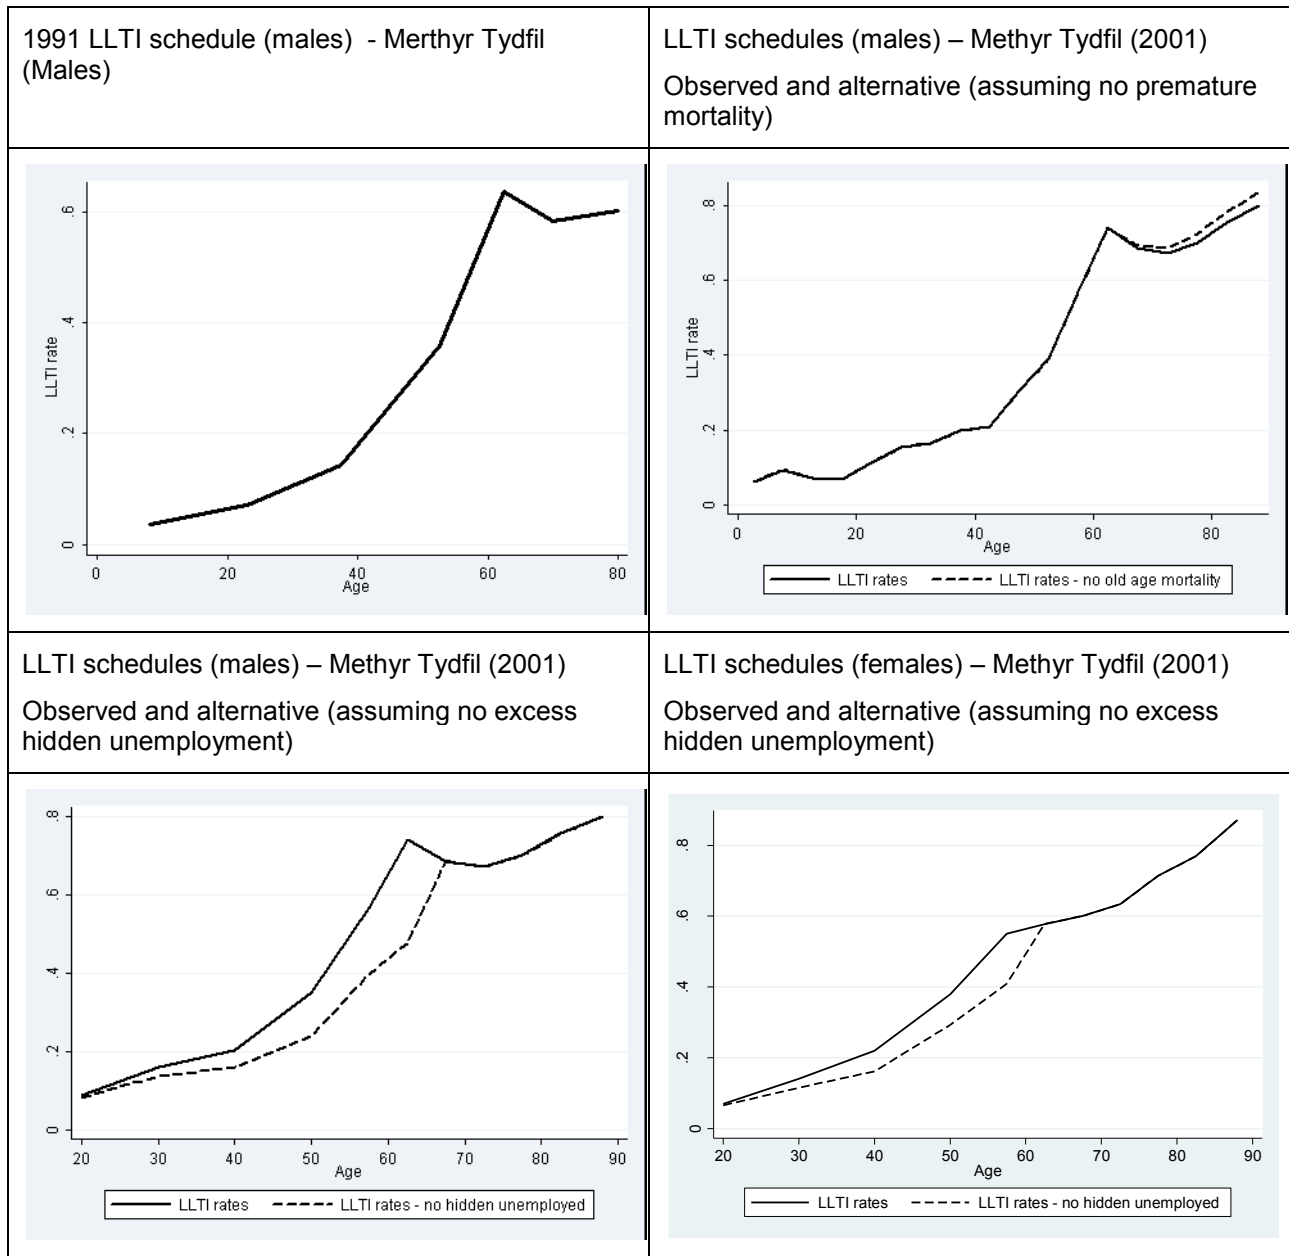 1991 LLTI schedule (males)  - Merthyr Tydfil
(Males)
LLTI schedules (males) – Methyr Tydfil (2001)
Observed and alternative (assuming no premature
mortality)
LLTI rate
0
.2
.4
.6
0
20
40
60
80
Age
LLTI rate
0
.2
.4
.6
.8
0
20
40
60
80
Age
LLTI rates
LLTI rates - no old age mortality
LLTI schedules (males) – Methyr Tydfil (2001)
Observed and alternative (assuming no excess
hidden unemployment)
LLTI schedules (females) – Methyr Tydfil (2001)
Observed and alternative (assuming no excess
hidden unemployment)
0
.2
.4
.6
.8
20
30
40
50
60
70
80
90
Age
LLTI rates
LLTI rates - no hidden unemployed
0
.2
.4
.6
.8
20
30
40
50
60
70
80
90
Age
LLTI rates
LLTI rates - no hidden unemployed